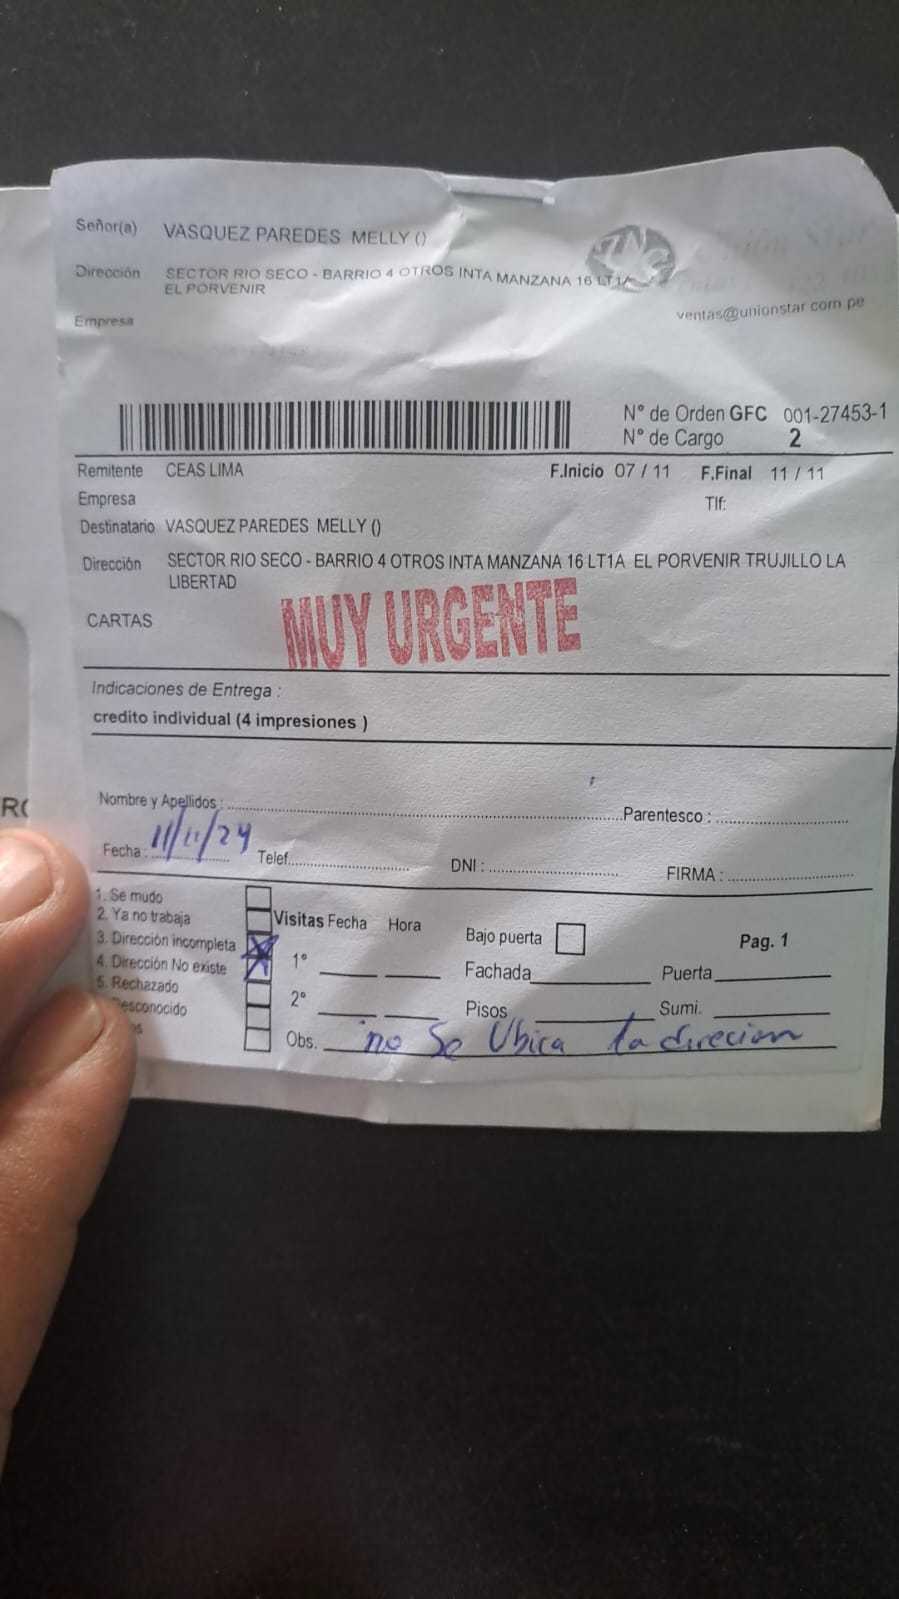 Señor(a) VASQUEZ PAREDES MELLY ()
Dirección SECTOR RIO SECO - BARRIO 4 OTROS INTA MANZANA 16 LT1A
EL PORVENIR
ventas@unionstar.com.pe
Empresa
N° de Orden GFC 001-27453-1
N° de Cargo 2
Remitente CEAS LIMA F.Inicio 07 / 11 F.Final 11 / 11
Empresa Tlf:
Destinatario VASQUEZ PAREDES MELLY ()
Dirección SECTOR RIO SECO - BARRIO 4 OTROS INTA MANZANA 16 LT1A EL PORVENIR TRUJILLO LA
LIBERTAD
CARTAS
MUY URGENTE
Indicaciones de Entrega :
credito individual (4 impresiones )
Nombre y Apellidos : Parentesco :
Fecha : 11/11/24 Telef. DNI : FIRMA :
1. Se mudo
2. Ya no trabaja
3. Dirección incompleta
4. Dirección No existe
5. Rechazado
Desconocido
Visitas Fecha Hora
1°
2°
Bajo puerta Pag. 1
Fachada Puerta
Pisos Sumi.
Obs. no Se Ubica la direcion